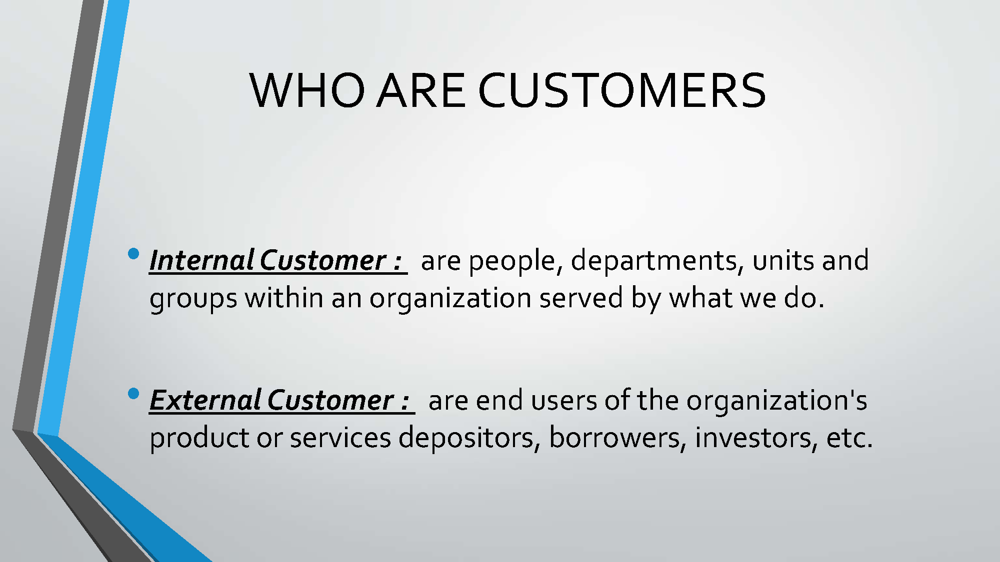 WHO ARE CUSTOMERS
• Internal Customer : are people, departments, units and
groups within an organization served by what we do.
• External Customer : are end users of the organization's
product or services depositors, borrowers, investors, etc.